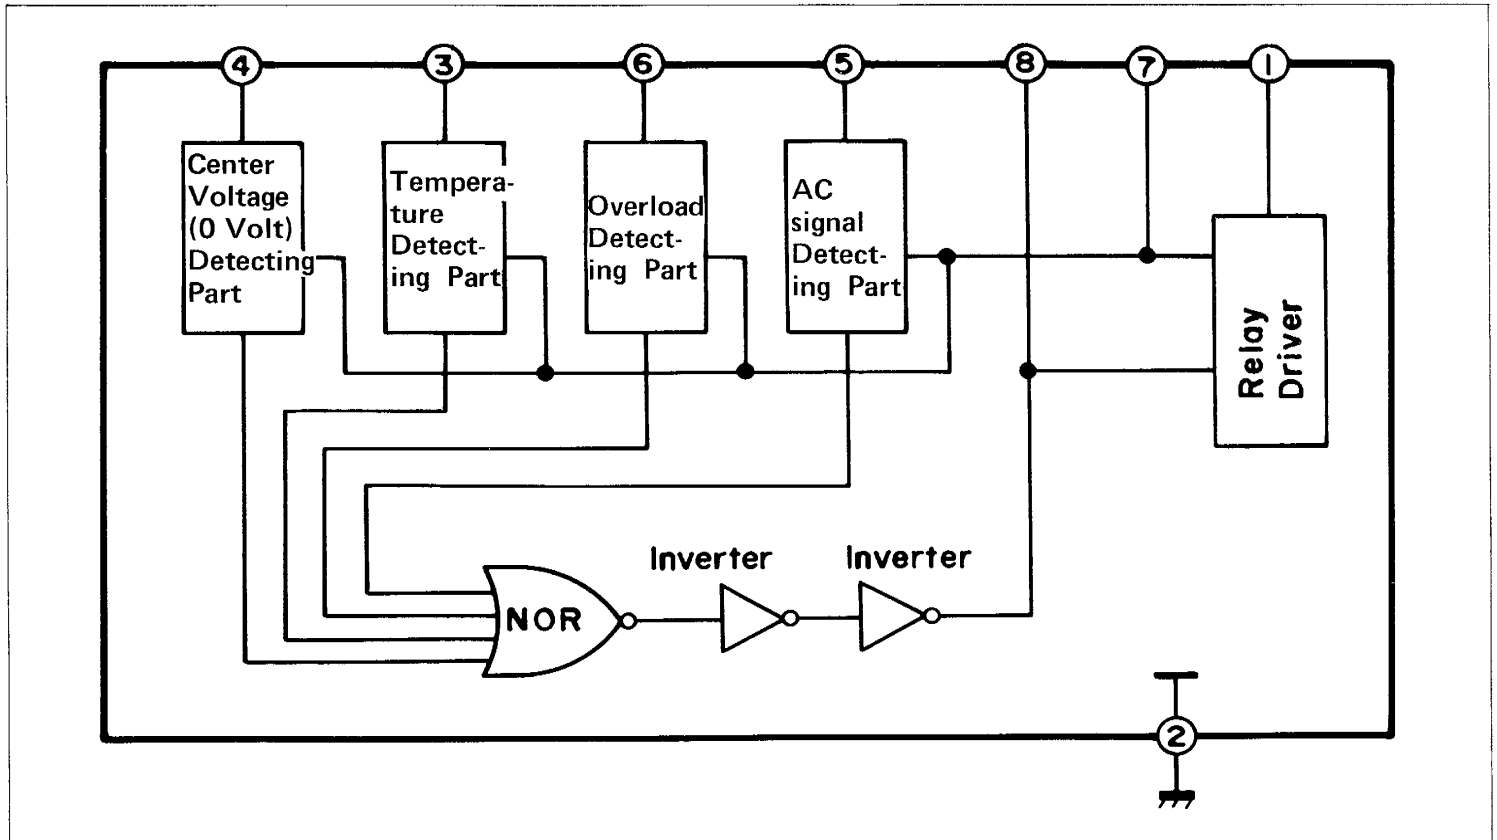 4 3 6 5 8 7 1
Center
Voltage
(0 Volt)
Detecting
Part
Tempera-
ture
Detect-
ing Part
Overload
Detect-
ing Part
AC
signal
Detect-
ing Part
Relay
Driver
Inverter
Inverter
NOR
2